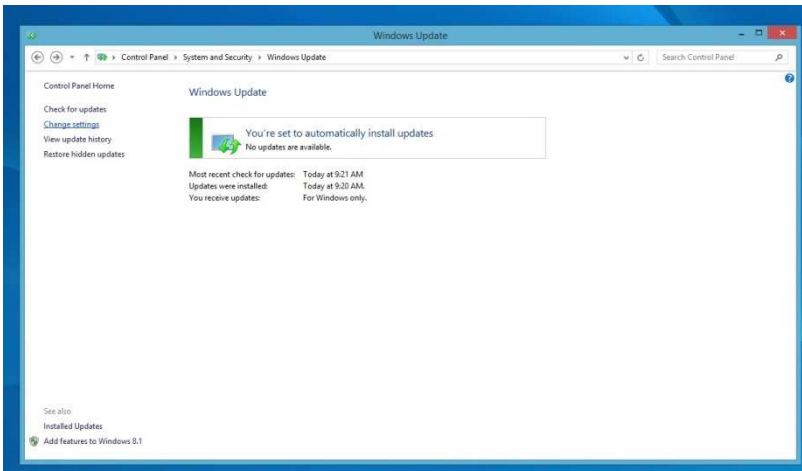 Windows Update
Control Panel System and Security Windows Update
Search Control Panel
Control Panel Home
Check for updates
Change settings
View update history
Restore hidden updates
Windows Update
You're set to automatically install updates
No updates are available.
Most recent check for updates: Today at 9:21 AM
Updates were installed: Today at 9:20 AM.
You receive updates: For Windows only.
See also
Installed Updates
Add features to Windows 8.1